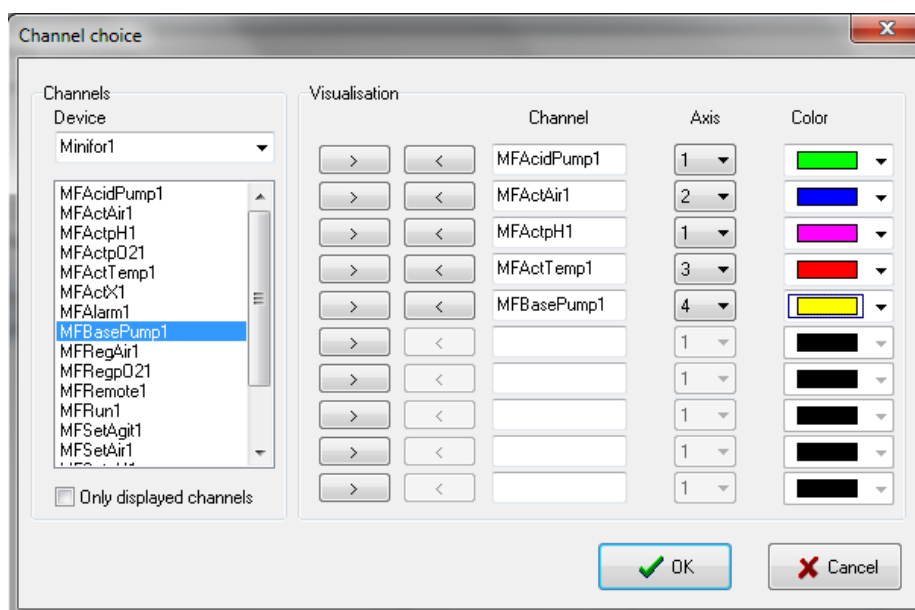 Channel choice
Channels
Device
Minifor1
MFAcidPump1
MFActAir1
MFActpH1
MFActpO21
MFActTemp1
MFActX1
MFAlarm1
MFBasePump1
MFRegAir1
MFRegpO21
MFRemote1
MFRun1
MFSetAgit1
MFSetAir1
Only displayed channels
Visualisation
Channel Axis Color
> < MFAcidPump1 1
> < MFActAir1 2
> < MFActpH1 1
> < MFActTemp1 3
> < MFBasePump1 4
> < 1
> < 1
> < 1
> < 1
> < 1
OK Cancel